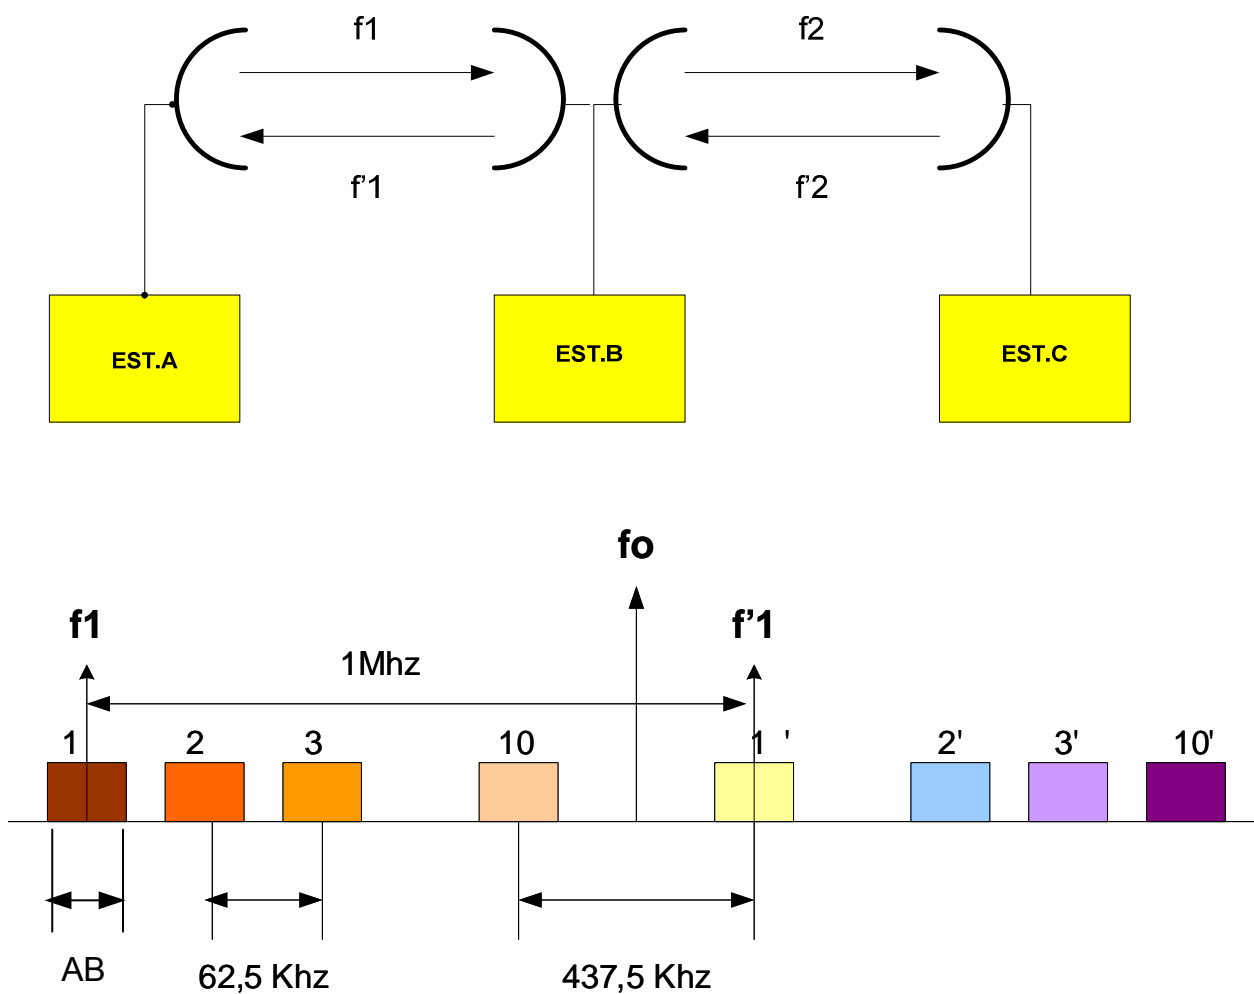 f1
f2
f'1
f'2
EST.A
EST.B
EST.C
fo
f1
f’1
1Mhz
1
2
3
10
1 '
2'
3'
10'
AB
62,5 Khz
437,5 Khz